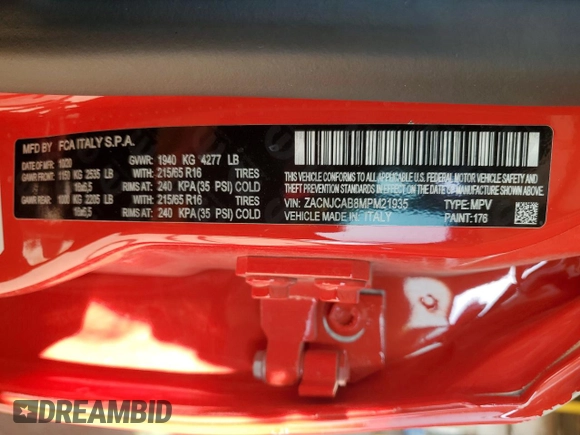 MFD BY FCA ITALY S.P.A.
DATE OF MFR 10/20 GVWR: 1940 KG 4277 LB
GAWR FRONT 1150 KG 2535 LB WITH: 215/65 R16 TIRES
16x6,5 RIMS AT: 240 KPA (35 PSI) COLD
GAWR REAR 1000 KG 2205 LB WITH: 215/65 R16 TIRES
16x6,5 RIMS AT: 240 KPA (35 PSI) COLD
THIS VEHICLE CONFORMS TO ALL APPLICABLE U.S. FEDERAL MOTOR VEHICLE SAFETY AND
THEFT PREVENTION STANDARDS IN EFFECT ON THE DATE OF MANUFACTURE SHOWN ABOVE
VIN: ZACNJCAB8MPM21935 TYPE: MPV
VEHICLE MADE IN: ITALY PAINT: 176
C
DREAMBID